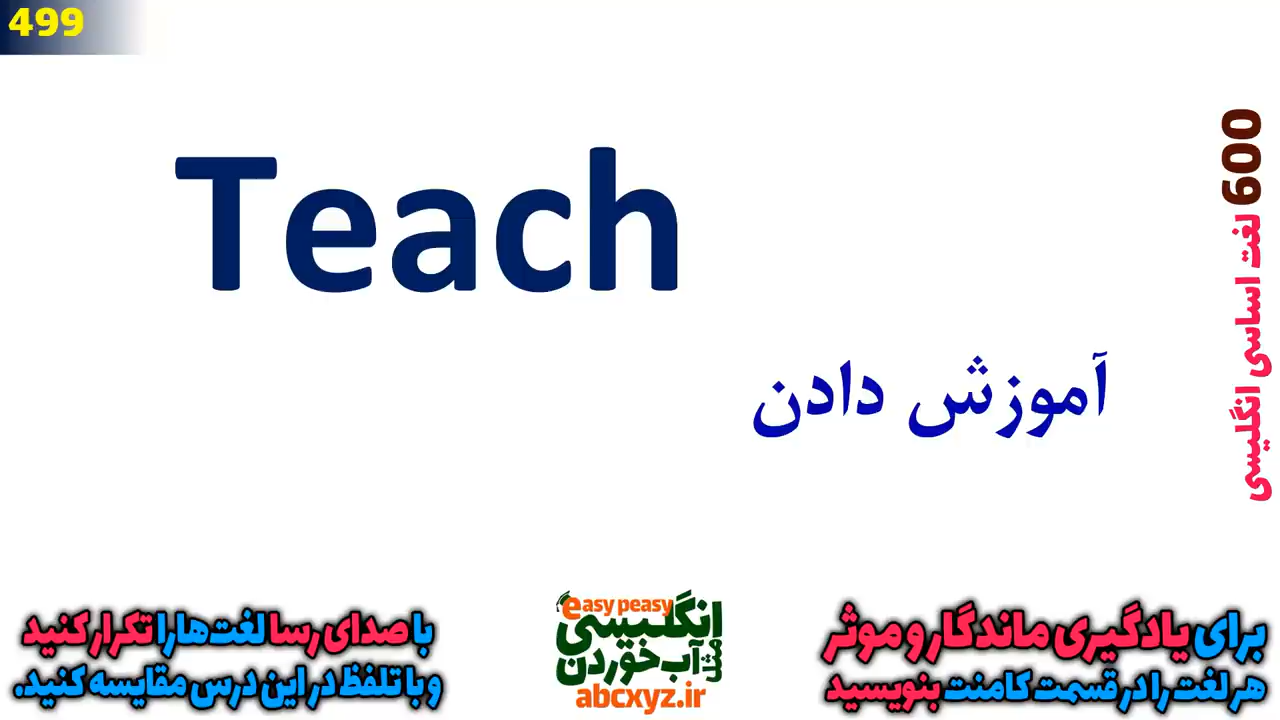 499
Teach
آموزش دادن
600 لغت اساسی انگلیسی
برای یادگیری ماندگار و موثر
هر لغت را در قسمت کامنت بنویسید
easy peasy
انگلیسی
مثل
آب خوردن
abcxyz.ir
با صدای رسا لغت‌ها را تکرار کنید
و با تلفظ در این درس مقایسه کنید.